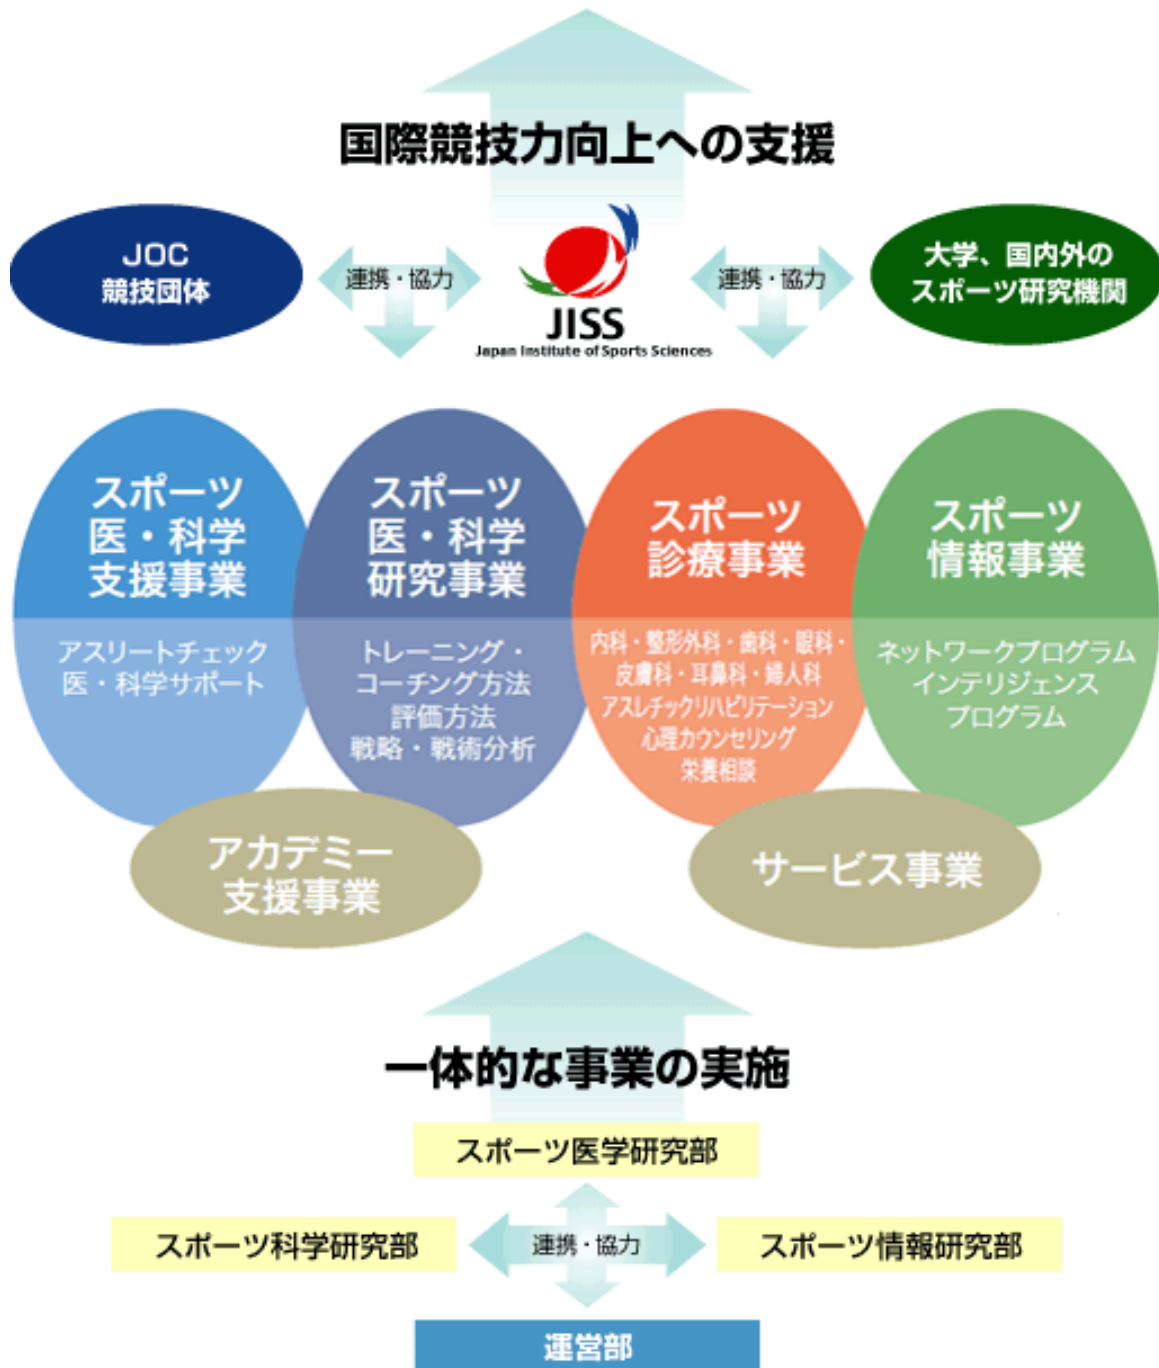 国際競技力向上への支援
JOC
競技団体
連携・協力
JISS
Japan Institute of Sports Sciences
連携・協力
大学、国内外の
スポーツ研究機関
スポーツ
医・科学
支援事業
アスリートチェック
医・科学サポート
スポーツ
医・科学
研究事業
トレーニング・
コーチング方法
評価方法
戦略・戦術分析
スポーツ
診療事業
内科・整形外科・歯科・眼科・
皮膚科・耳鼻科・婦人科
アスレチックリハビリテーション
心理カウンセリング
栄養相談
スポーツ
情報事業
ネットワークプログラム
インテリジェンス
プログラム
アカデミー
支援事業
サービス事業
一体的な事業の実施
スポーツ医学研究部
スポーツ科学研究部
連携・協力
スポーツ情報研究部
運営部